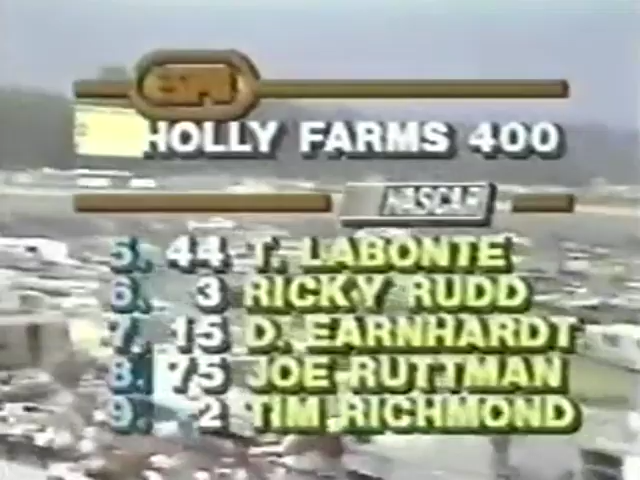 ESPN
HOLLY FARMS 400
NASCAR
5. 44 T. LABONTE
6. 3 RICKY RUDD
7. 15 D. EARNHARDT
8. 75 JOE RUTTMAN
9. 2 TIM RICHMOND